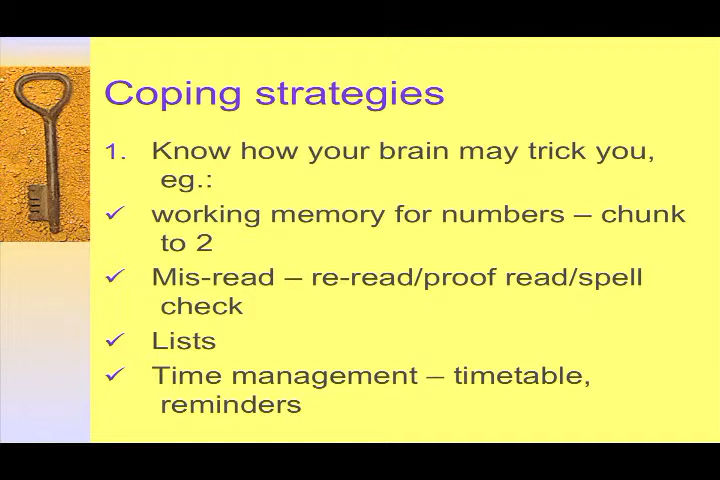 Coping strategies
1. Know how your brain may trick you,
eg.:
✓ working memory for numbers – chunk
to 2
✓ Mis-read – re-read/proof read/spell
check
✓ Lists
✓ Time management – timetable,
reminders